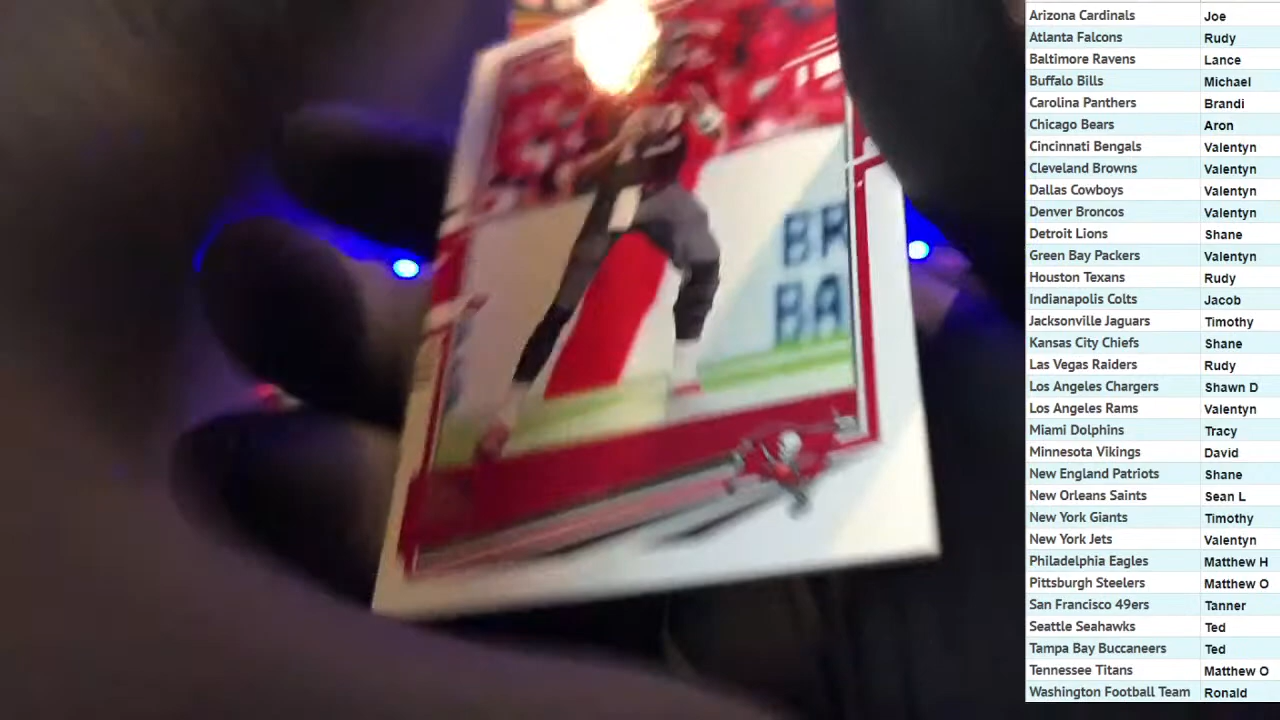 BR
BA
Arizona Cardinals Joe
Atlanta Falcons Rudy
Baltimore Ravens Lance
Buffalo Bills Michael
Carolina Panthers Brandi
Chicago Bears Aron
Cincinnati Bengals Valentyn
Cleveland Browns Valentyn
Dallas Cowboys Valentyn
Denver Broncos Valentyn
Detroit Lions Shane
Green Bay Packers Valentyn
Houston Texans Rudy
Indianapolis Colts Jacob
Jacksonville Jaguars Timothy
Kansas City Chiefs Shane
Las Vegas Raiders Rudy
Los Angeles Chargers Shawn D
Los Angeles Rams Valentyn
Miami Dolphins Tracy
Minnesota Vikings David
New England Patriots Shane
New Orleans Saints Sean L
New York Giants Timothy
New York Jets Valentyn
Philadelphia Eagles Matthew H
Pittsburgh Steelers Matthew O
San Francisco 49ers Tanner
Seattle Seahawks Ted
Tampa Bay Buccaneers Ted
Tennessee Titans Matthew O
Washington Football Team Ronald